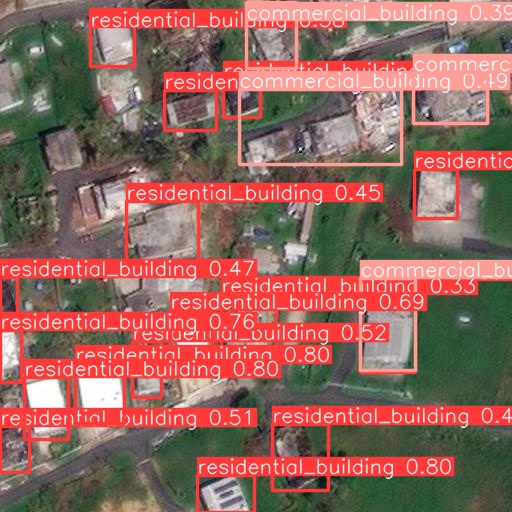 commercial_building 0.39
residential_buil
commerc
residen
commercial_building 0.49
residentia
residential_building 0.45
residential_building 0.47
commercial_bu
residential_building 0.33
residential_building 0.69
residential_building 0.76
residential_building 0.52
residential_building 0.80
residential_building 0.80
residential_building 0.51
residential_building 0.4
residential_building 0.80